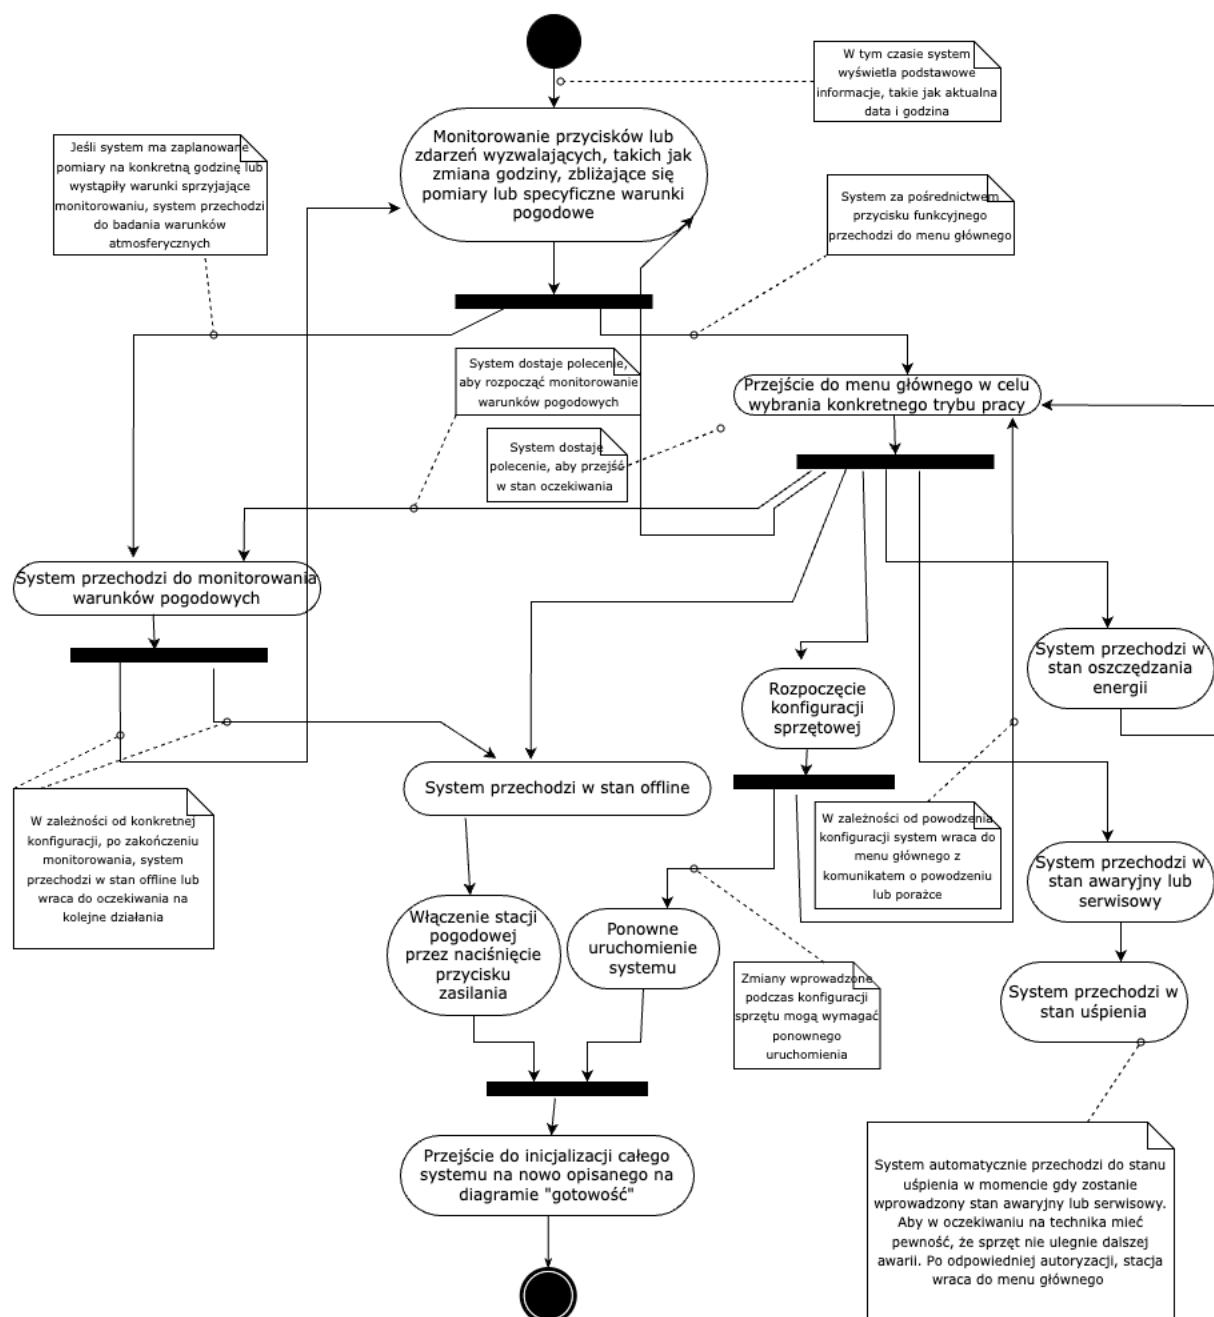 W tym czasie system
wyświetla podstawowe
informacje, takie jak aktualna
data i godzina
Monitorowanie przycisków lub
zdarzeń wyzwalających, takich jak
zmiana godziny, zbliżające się
pomiary lub specyficzne warunki
pogodowe
Jeśli system ma zaplanowane
pomiary na konkretną godzinę lub
wystąpiły warunki sprzyjające
monitorowaniu, system przechodzi
do badania warunków
atmosferycznych
System za pośrednictwem
przycisku funkcyjnego
przechodzi do menu głównego
System dostaje polecenie,
aby rozpocząć monitorowanie
warunków pogodowych
Przejście do menu głównego w celu
wybrania konkretnego trybu pracy
System dostaje
polecenie, aby przejść
w stan oczekiwania
System przechodzi do monitorowania
warunków pogodowych
System przechodzi w
stan oszczędzania
energii
Rozpoczęcie
konfiguracji
sprzętowej
System przechodzi w stan offline
W zależności od konkretnej
konfiguracji, po zakończeniu
monitorowania, system
przechodzi w stan offline lub
wraca do oczekiwania na
kolejne działania
W zależności od powodzenia
konfiguracji system wraca do
menu głównego z
komunikatem o powodzeniu
lub porażce
System przechodzi w
stan awaryjny lub
serwisowy
Włączenie stacji
pogodowej
przez naciśnięcie
przycisku
zasilania
Ponowne
uruchomienie
systemu
Zmiany wprowadzone
podczas konfiguracji
sprzętu mogą wymagać
ponownego
uruchomienia
System przechodzi w
stan uśpienia
Przejście do inicjalizacji całego
systemu na nowo opisanego na
diagramie "gotowość"
System automatycznie przechodzi do stanu
uśpienia w momencie gdy zostanie
wprowadzony stan awaryjny lub serwisowy.
Aby w oczekiwaniu na technika mieć
pewność, że sprzęt nie ulegnie dalszej
awarii. Po odpowiedniej autoryzacji, stacja
wraca do menu głównego